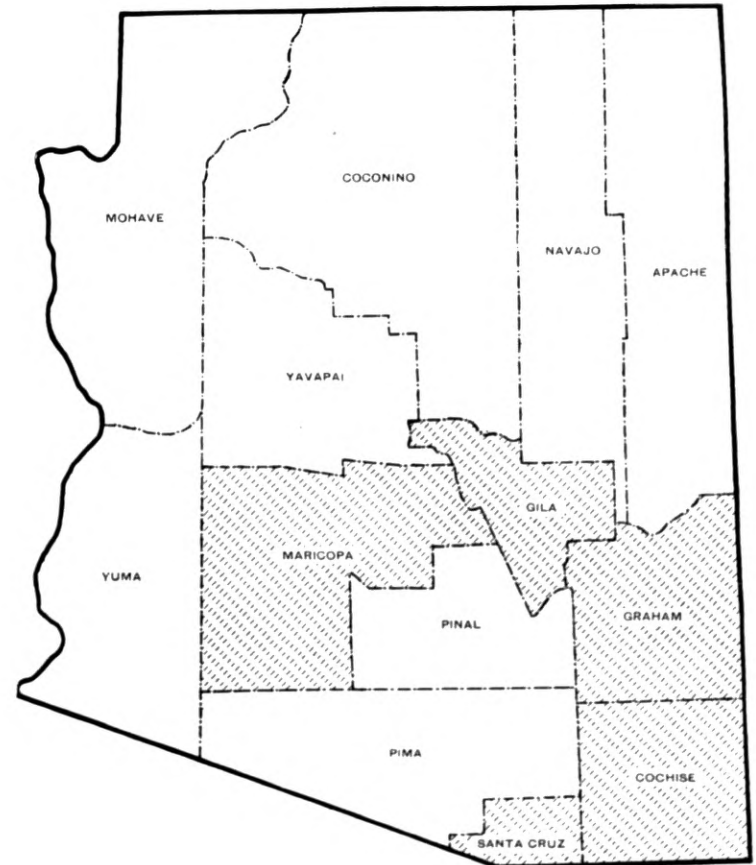 COCONINO
MOHAVE
NAVAJO
APACHE
YAVAPAI
GILA
MARICOPA
YUMA
GRAHAM
PINAL
PIMA
COCHISE
SANTA CRUZ